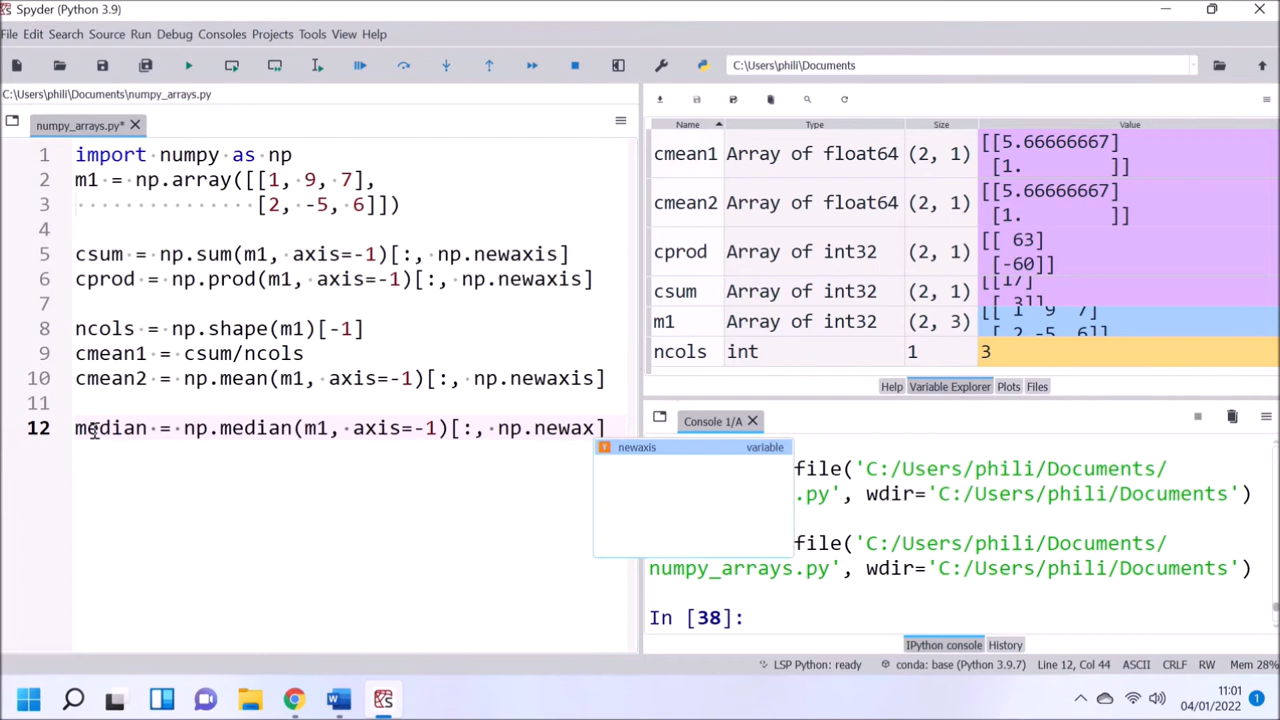 Spyder (Python 3.9)
File Edit Search Source Run Debug Consoles Projects Tools View Help
C:\Users\phili\Documents
C:\Users\phili\Documents\numpy_arrays.py
numpy_arrays.py*
1 import numpy as np
2 m1 = np.array([[1, 9, 7],
3 [2, -5, 6]])
4
5 csum = np.sum(m1, axis=-1)[:, np.newaxis]
6 cprod = np.prod(m1, axis=-1)[:, np.newaxis]
7
8 ncols = np.shape(m1)[-1]
9 cmean1 = csum/ncols
10 cmean2 = np.mean(m1, axis=-1)[:, np.newaxis]
11
12 median = np.median(m1, axis=-1)[:, np.newax]
newaxis variable
Name Type Size Value
cmean1 Array of float64 (2, 1) [[5.66666667]
[1. ]]
cmean2 Array of float64 (2, 1) [[5.66666667]
[1. ]]
cprod Array of int32 (2, 1) [[ 63]
[-60]]
csum Array of int32 (2, 1) [[17]
[ 3]]
m1 Array of int32 (2, 3) [[ 1 9 7]
[ 2 -5 6]]
ncols int 1 3
Help Variable Explorer Plots Files
Console 1/A
file('C:/Users/phili/Documents/
.py', wdir='C:/Users/phili/Documents')
file('C:/Users/phili/Documents/
numpy_arrays.py', wdir='C:/Users/phili/Documents')
In [38]:
IPython console History
LSP Python: ready conda: base (Python 3.9.7) Line 12, Col 44 ASCII CRLF RW Mem 28%
11:01
04/01/2022
1